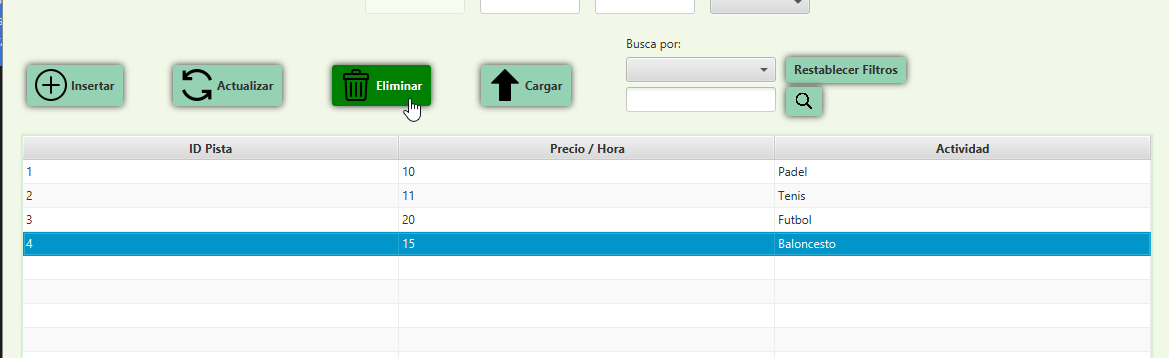 Busca por:
Insertar
Actualizar
Eliminar
Cargar
Restablecer Filtros
ID Pista Precio / Hora Actividad
1 10 Padel
2 11 Tenis
3 20 Futbol
4 15 Baloncesto